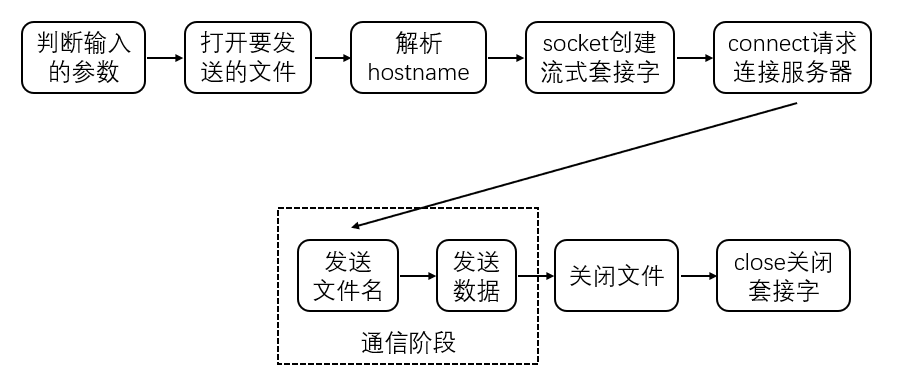 判断输入
的参数
打开要发
送的文件
解析
hostname
socket创建
流式套接字
connect请求
连接服务器
发送
文件名
发送
数据
通信阶段
关闭文件
close关闭
套接字